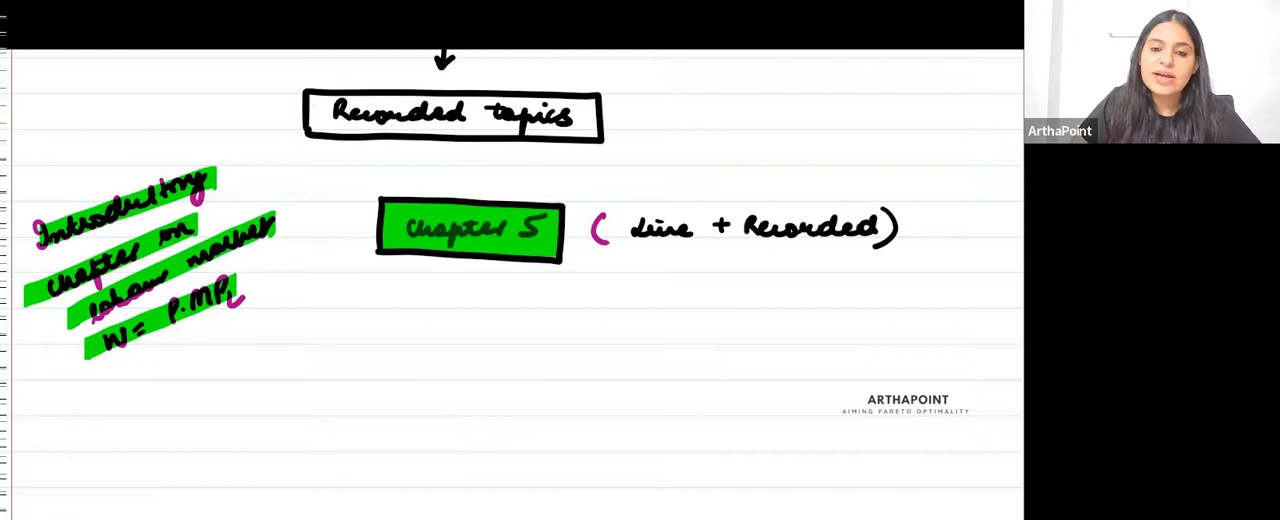 Recorded topics
Introductory
chapter on
labour market
W = P.MPL
Chapter 5 ( Live + Recorded)
ARTHAPOINT
AIMING PARETO OPTIMALITY
ArthaPoint